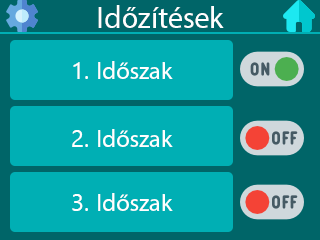 Időzítések
1. Időszak
ON
2. Időszak
OFF
3. Időszak
OFF